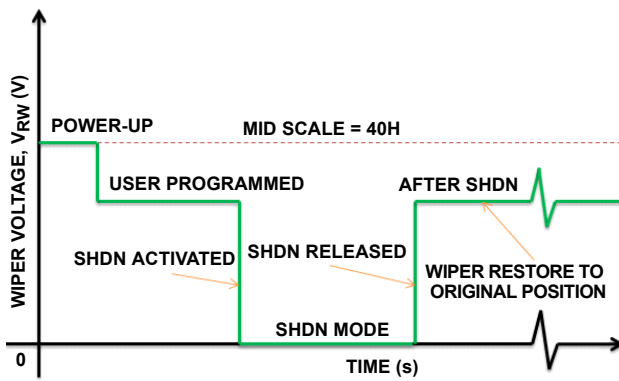 WIPER VOLTAGE, VRW (V)
POWER-UP
MID SCALE = 40H
USER PROGRAMMED
AFTER SHDN
SHDN ACTIVATED
SHDN RELEASED
WIPER RESTORE TO
ORIGINAL POSITION
SHDN MODE
0
TIME (s)